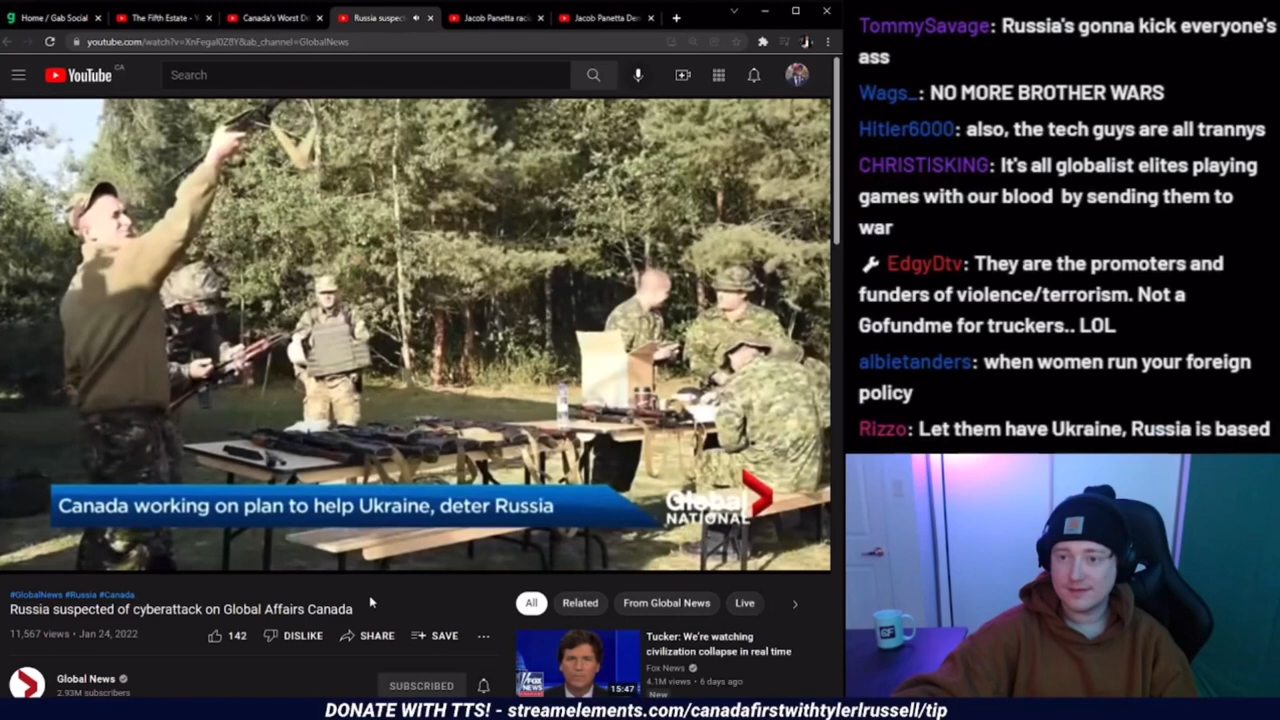 Home / Gab Social
The Fifth Estate - Y
Canada's Worst D
Russia suspect
Jacob Panetta rac
Jacob Panetta De
youtube.com/watch?v=XnFegal0Z8Y&ab_channel=GlobalNews
YouTube CA
Search
Canada working on plan to help Ukraine, deter Russia
Global
NATIONAL
#GlobalNews #Russia #Canada
Russia suspected of cyberattack on Global Affairs Canada
11,567 views • Jan 24, 2022
142
DISLIKE
SHARE
SAVE
Global News
2.93M subscribers
SUBSCRIBED
All
Related
From Global News
Live
Tucker: We're watching
civilization collapse in real time
Fox News
4.1M views • 6 days ago
New
FOX
NEWS
15:47
TommySavage: Russia's gonna kick everyone's
ass
Wags_: NO MORE BROTHER WARS
Hitler6000: also, the tech guys are all trannys
CHRISTISKING: It's all globalist elites playing
games with our blood by sending them to
war
EdgyDtv: They are the promoters and
funders of violence/terrorism. Not a
Gofundme for truckers.. LOL
albietanders: when women run your foreign
policy
Rizzo: Let them have Ukraine, Russia is based
CF
DONATE WITH TTS! - streamelements.com/canadafirstwithtylerlrussell/tip